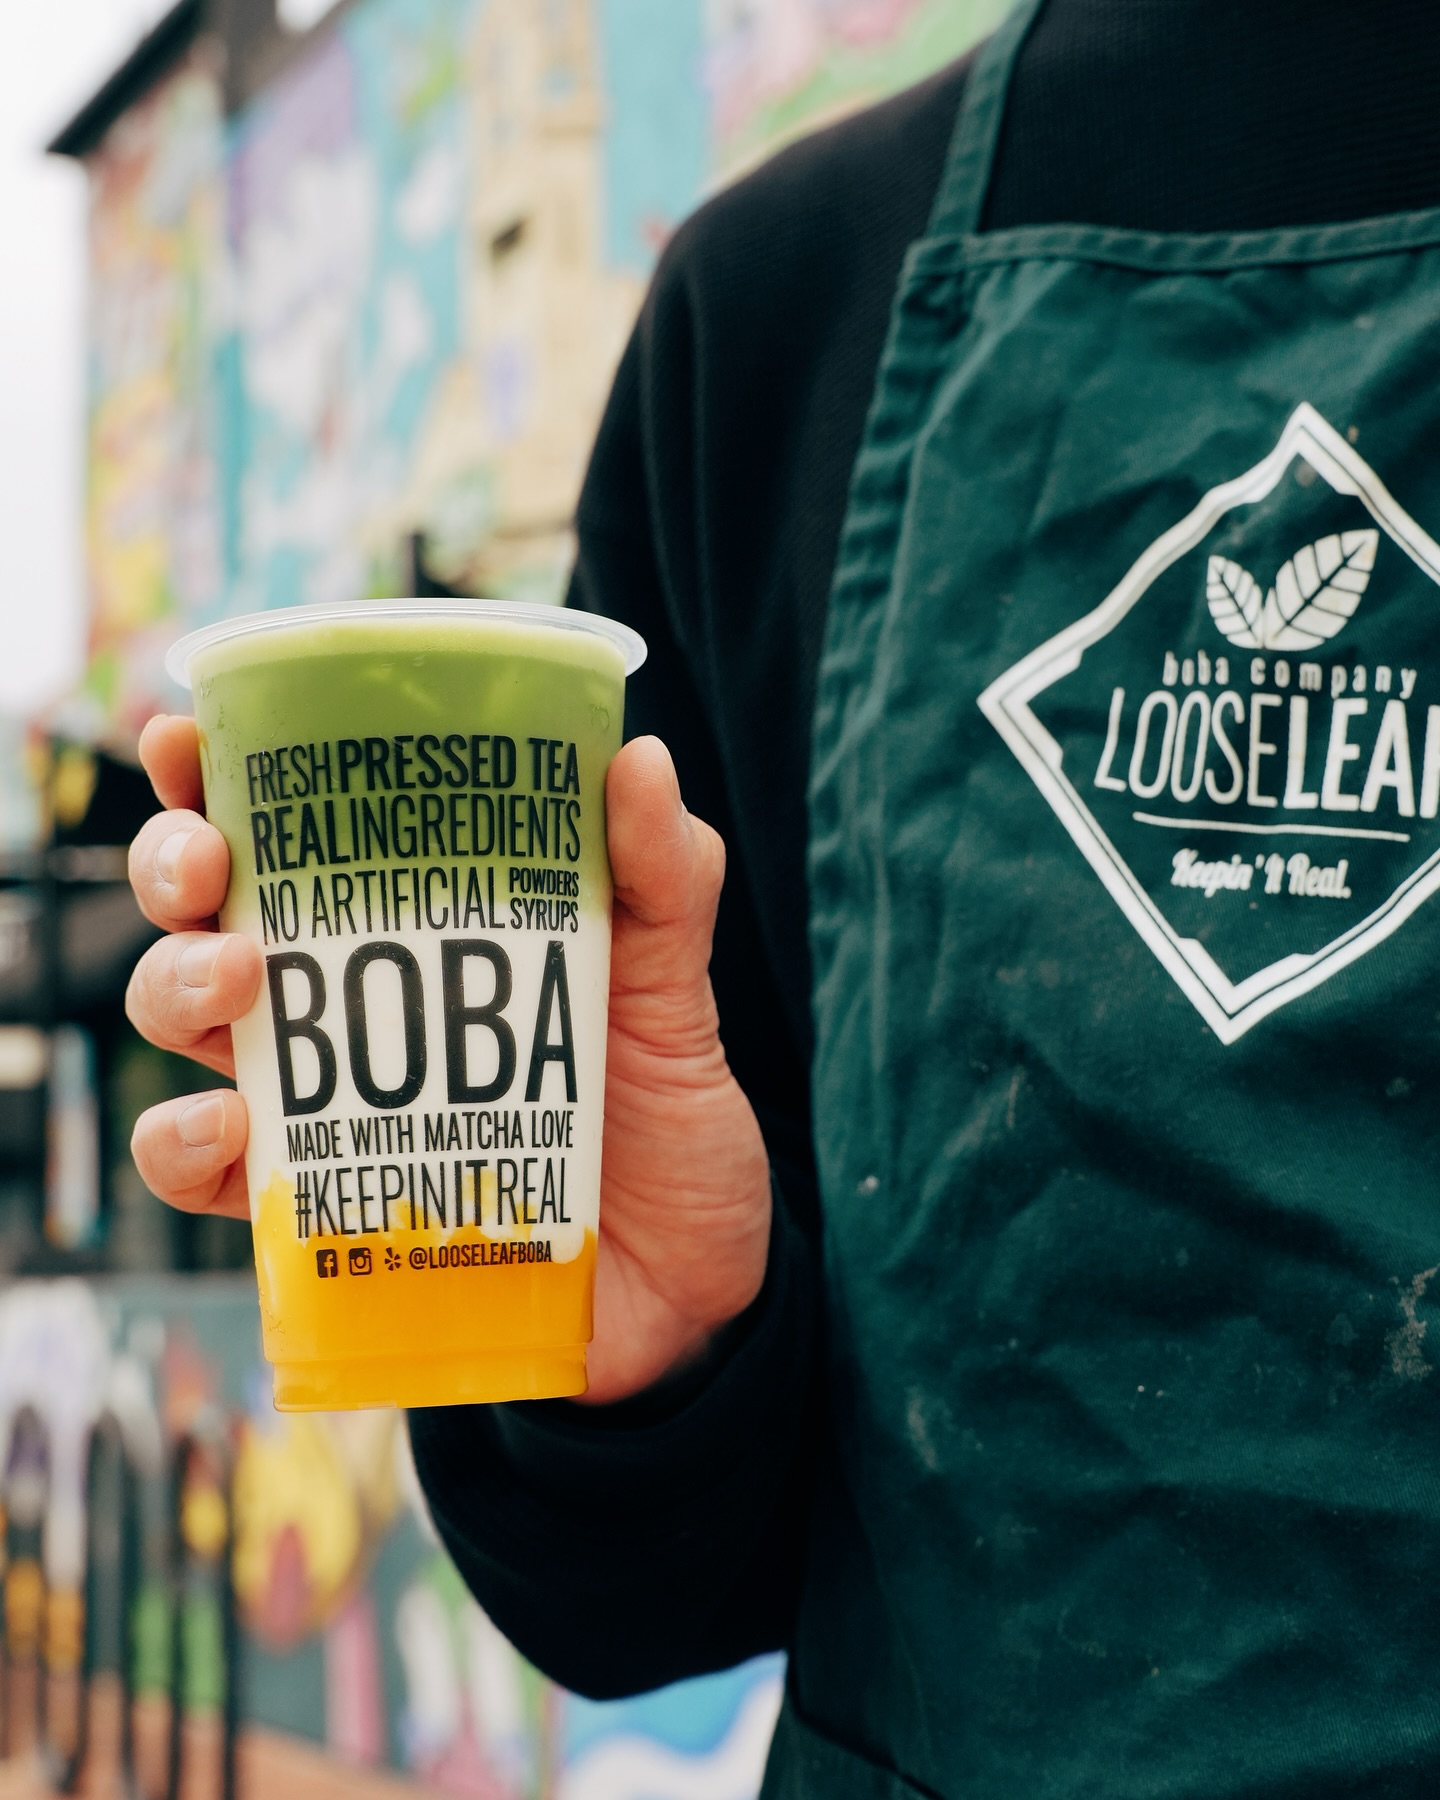 FRESH PRESSED TEA
REAL INGREDIENTS
NO ARTIFICIAL POWDERS SYRUPS
BOBA
MADE WITH MATCHA LOVE
#KEEPINITREAL
@LOOSELEAFBOBA
boba company
LOOSELEAF
Keepin' It Real.